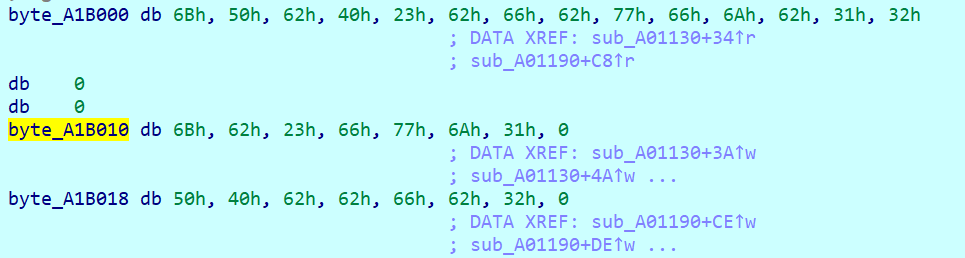 byte_A1B000 db 6Bh, 50h, 62h, 40h, 23h, 62h, 66h, 62h, 77h, 66h, 6Ah, 62h, 31h, 32h
; DATA XREF: sub_A01130+34↑r
; sub_A01190+C8↑r
db 0
db 0
byte_A1B010 db 6Bh, 62h, 23h, 66h, 77h, 6Ah, 31h, 0
; DATA XREF: sub_A01130+3A↑w
; sub_A01130+4A↑w ...
byte_A1B018 db 50h, 40h, 62h, 62h, 66h, 62h, 32h, 0
; DATA XREF: sub_A01190+CE↑w
; sub_A01190+DE↑w ...